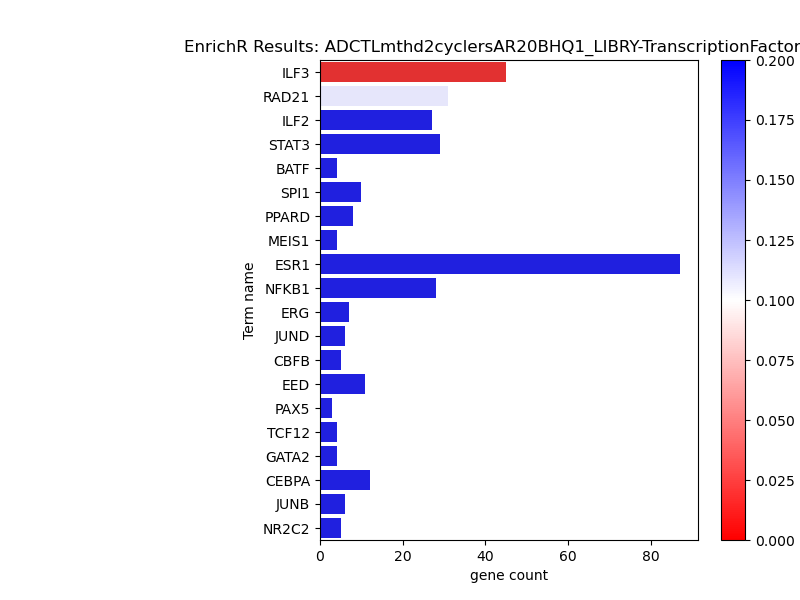 EnrichR Results: ADCTLmthd2cyclersAR20BHQ1_LIBRY-TranscriptionFactor
Term name
ILF3
RAD21
ILF2
STAT3
BATF
SPI1
PPARD
MEIS1
ESR1
NFKB1
ERG
JUND
CBFB
EED
PAX5
TCF12
GATA2
CEBPA
JUNB
NR2C2
0 20 40 60 80
gene count
0.200
0.175
0.150
0.125
0.100
0.075
0.050
0.025
0.000